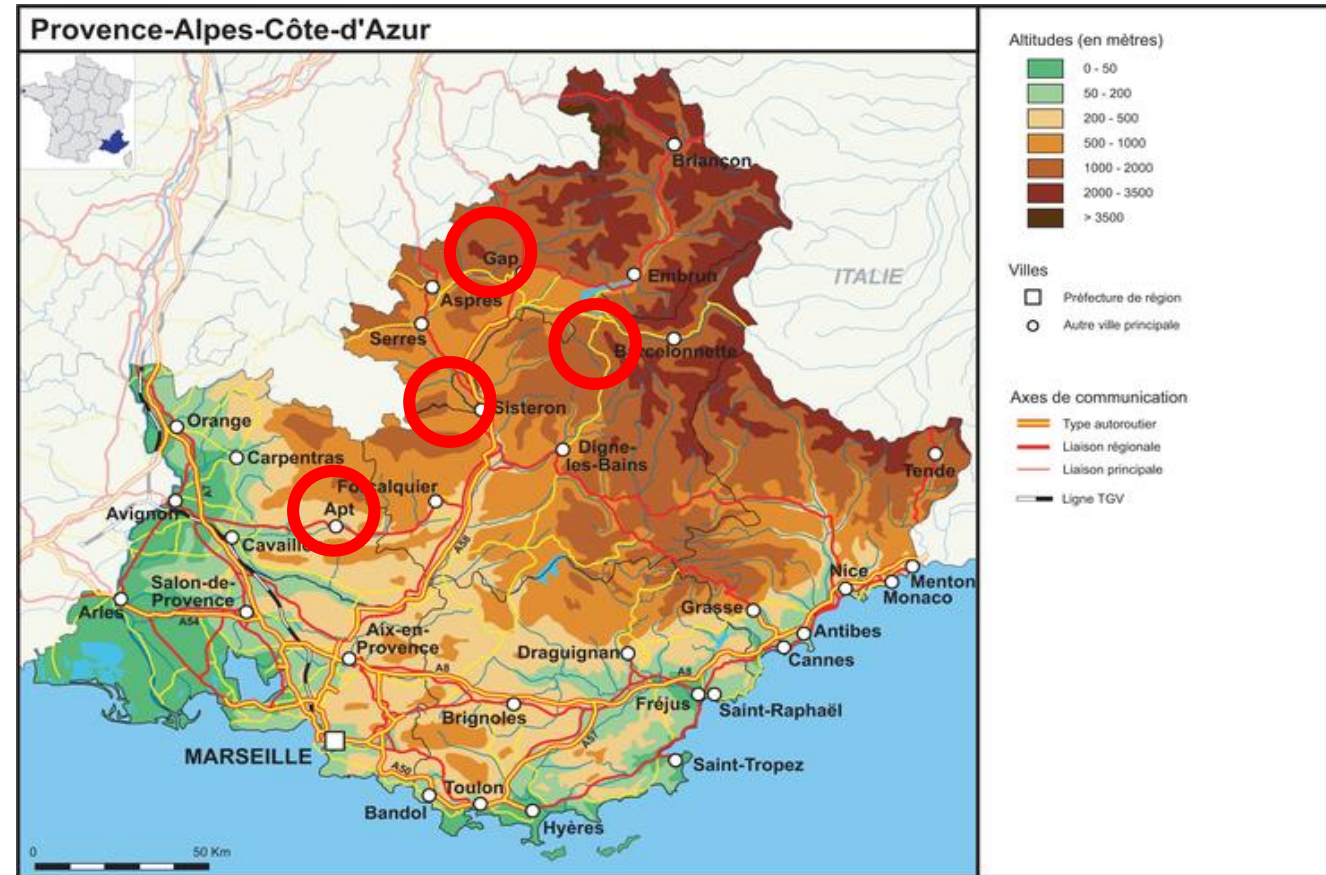 Provence-Alpes-Côte-d'Azur
Briançon
Gap
Embrun
ITALIE
Aspres
Serres
Barcelonnette
Sisteron
Orange
Carpentras
Digne-
les-Bains
Tende
Forcalquier
Apt
Avignon
Cavaillon
A58
Salon-de-
Provence
Arles
A54
Nice
Menton
Monaco
Grasse
Aix-en-
Provence
Antibes
Draguignan
Cannes
A8
A8
Fréjus
Saint-Raphaël
Brignoles
A57
MARSEILLE
A50
Saint-Tropez
Toulon
Bandol
Hyères
0 50 Km
Altitudes (en mètres)
0 - 50
50 - 200
200 - 500
500 - 1000
1000 - 2000
2000 - 3500
> 3500
Villes
Préfecture de région
Autre ville principale
Axes de communication
Type autoroutier
Liaison régionale
Liaison principale
Ligne TGV